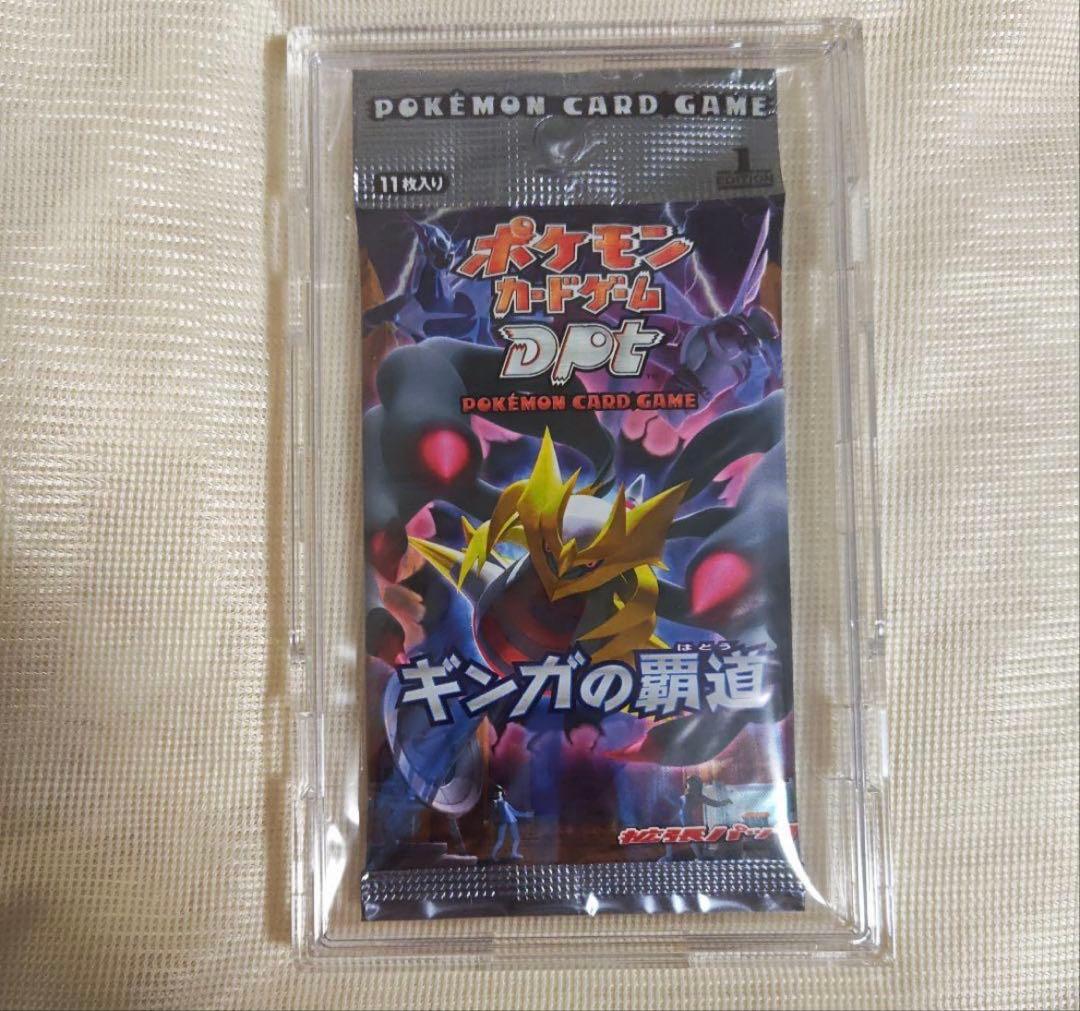 POKÉMON CARD GAME
1
EDITION
11枚入り
ポケモン
カードゲーム
DPt
TM
POKÉMON CARD GAME
はどう
ギンガの覇道
拡張パック